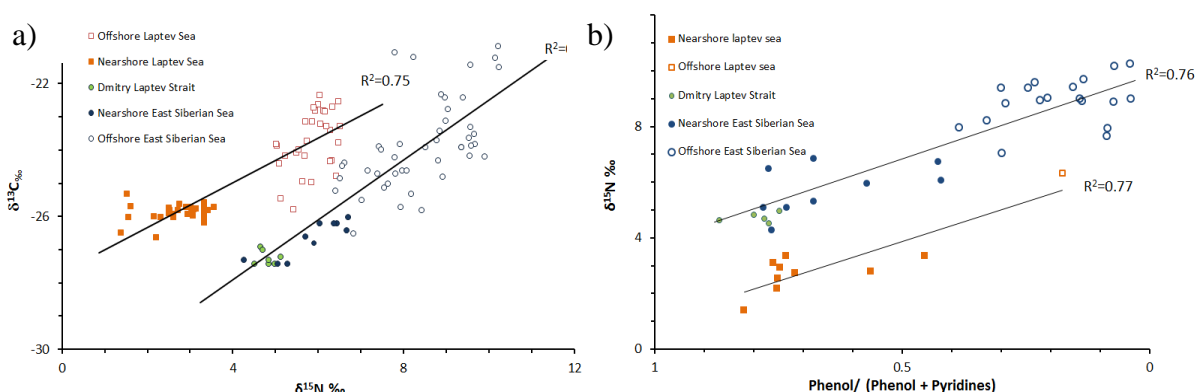 a)
Offshore Laptev Sea
Nearshore Laptev Sea
Dmitry Laptev Strait
Nearshore East Siberian Sea
Offshore East Siberian Sea
R²=0.75
R²=
-22
-26
-30
δ¹³C‰
0
4
8
12
δ¹⁵N ‰
b)
Nearshore laptev sea
Offshore Laptev sea
Dmitry Laptev Strait
Nearshore East Siberian Sea
Offshore East Siberian Sea
R²=0.76
R²=0.77
8
4
0
δ¹⁵N ‰
1
0.5
0
Phenol/ (Phenol + Pyridines)